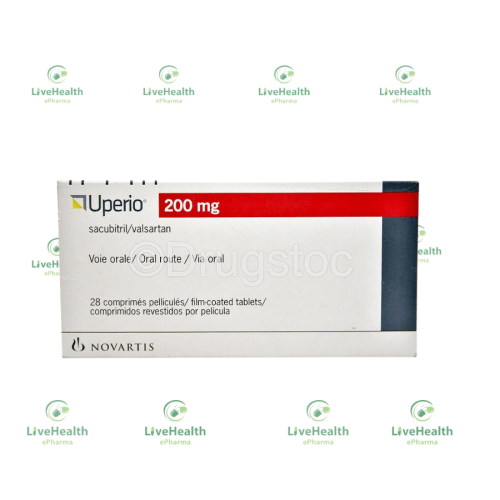 LiveHealth
ePharma
LiveHealth
ePharma
LiveHealth
ePharma
LiveHealth
ePharma
Uperio® 200 mg
sacubitril/valsartan
Voie orale/ Oral route / Via oral
©Drugstoc
28 comprimés pelliculés/ film-coated tablets/
comprimidos revestidos por película
NOVARTIS
LiveHealth
ePharma
LiveHealth
ePharma
LiveHealth
ePharma
LiveHealth
ePharma